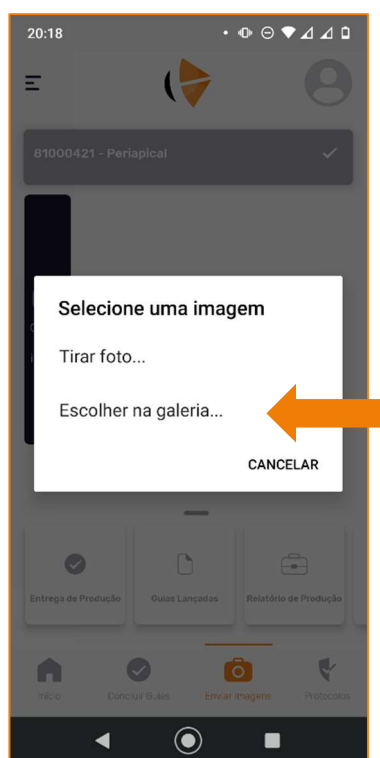 20:18
81000421 - Periapical
Selecione uma imagem
Tirar foto...
Escolher na galeria...
CANCELAR
Entrega de Produção
Guias Lançadas
Relatório de Produção
Início
Concluir Guias
Enviar Imagens
Protocolos